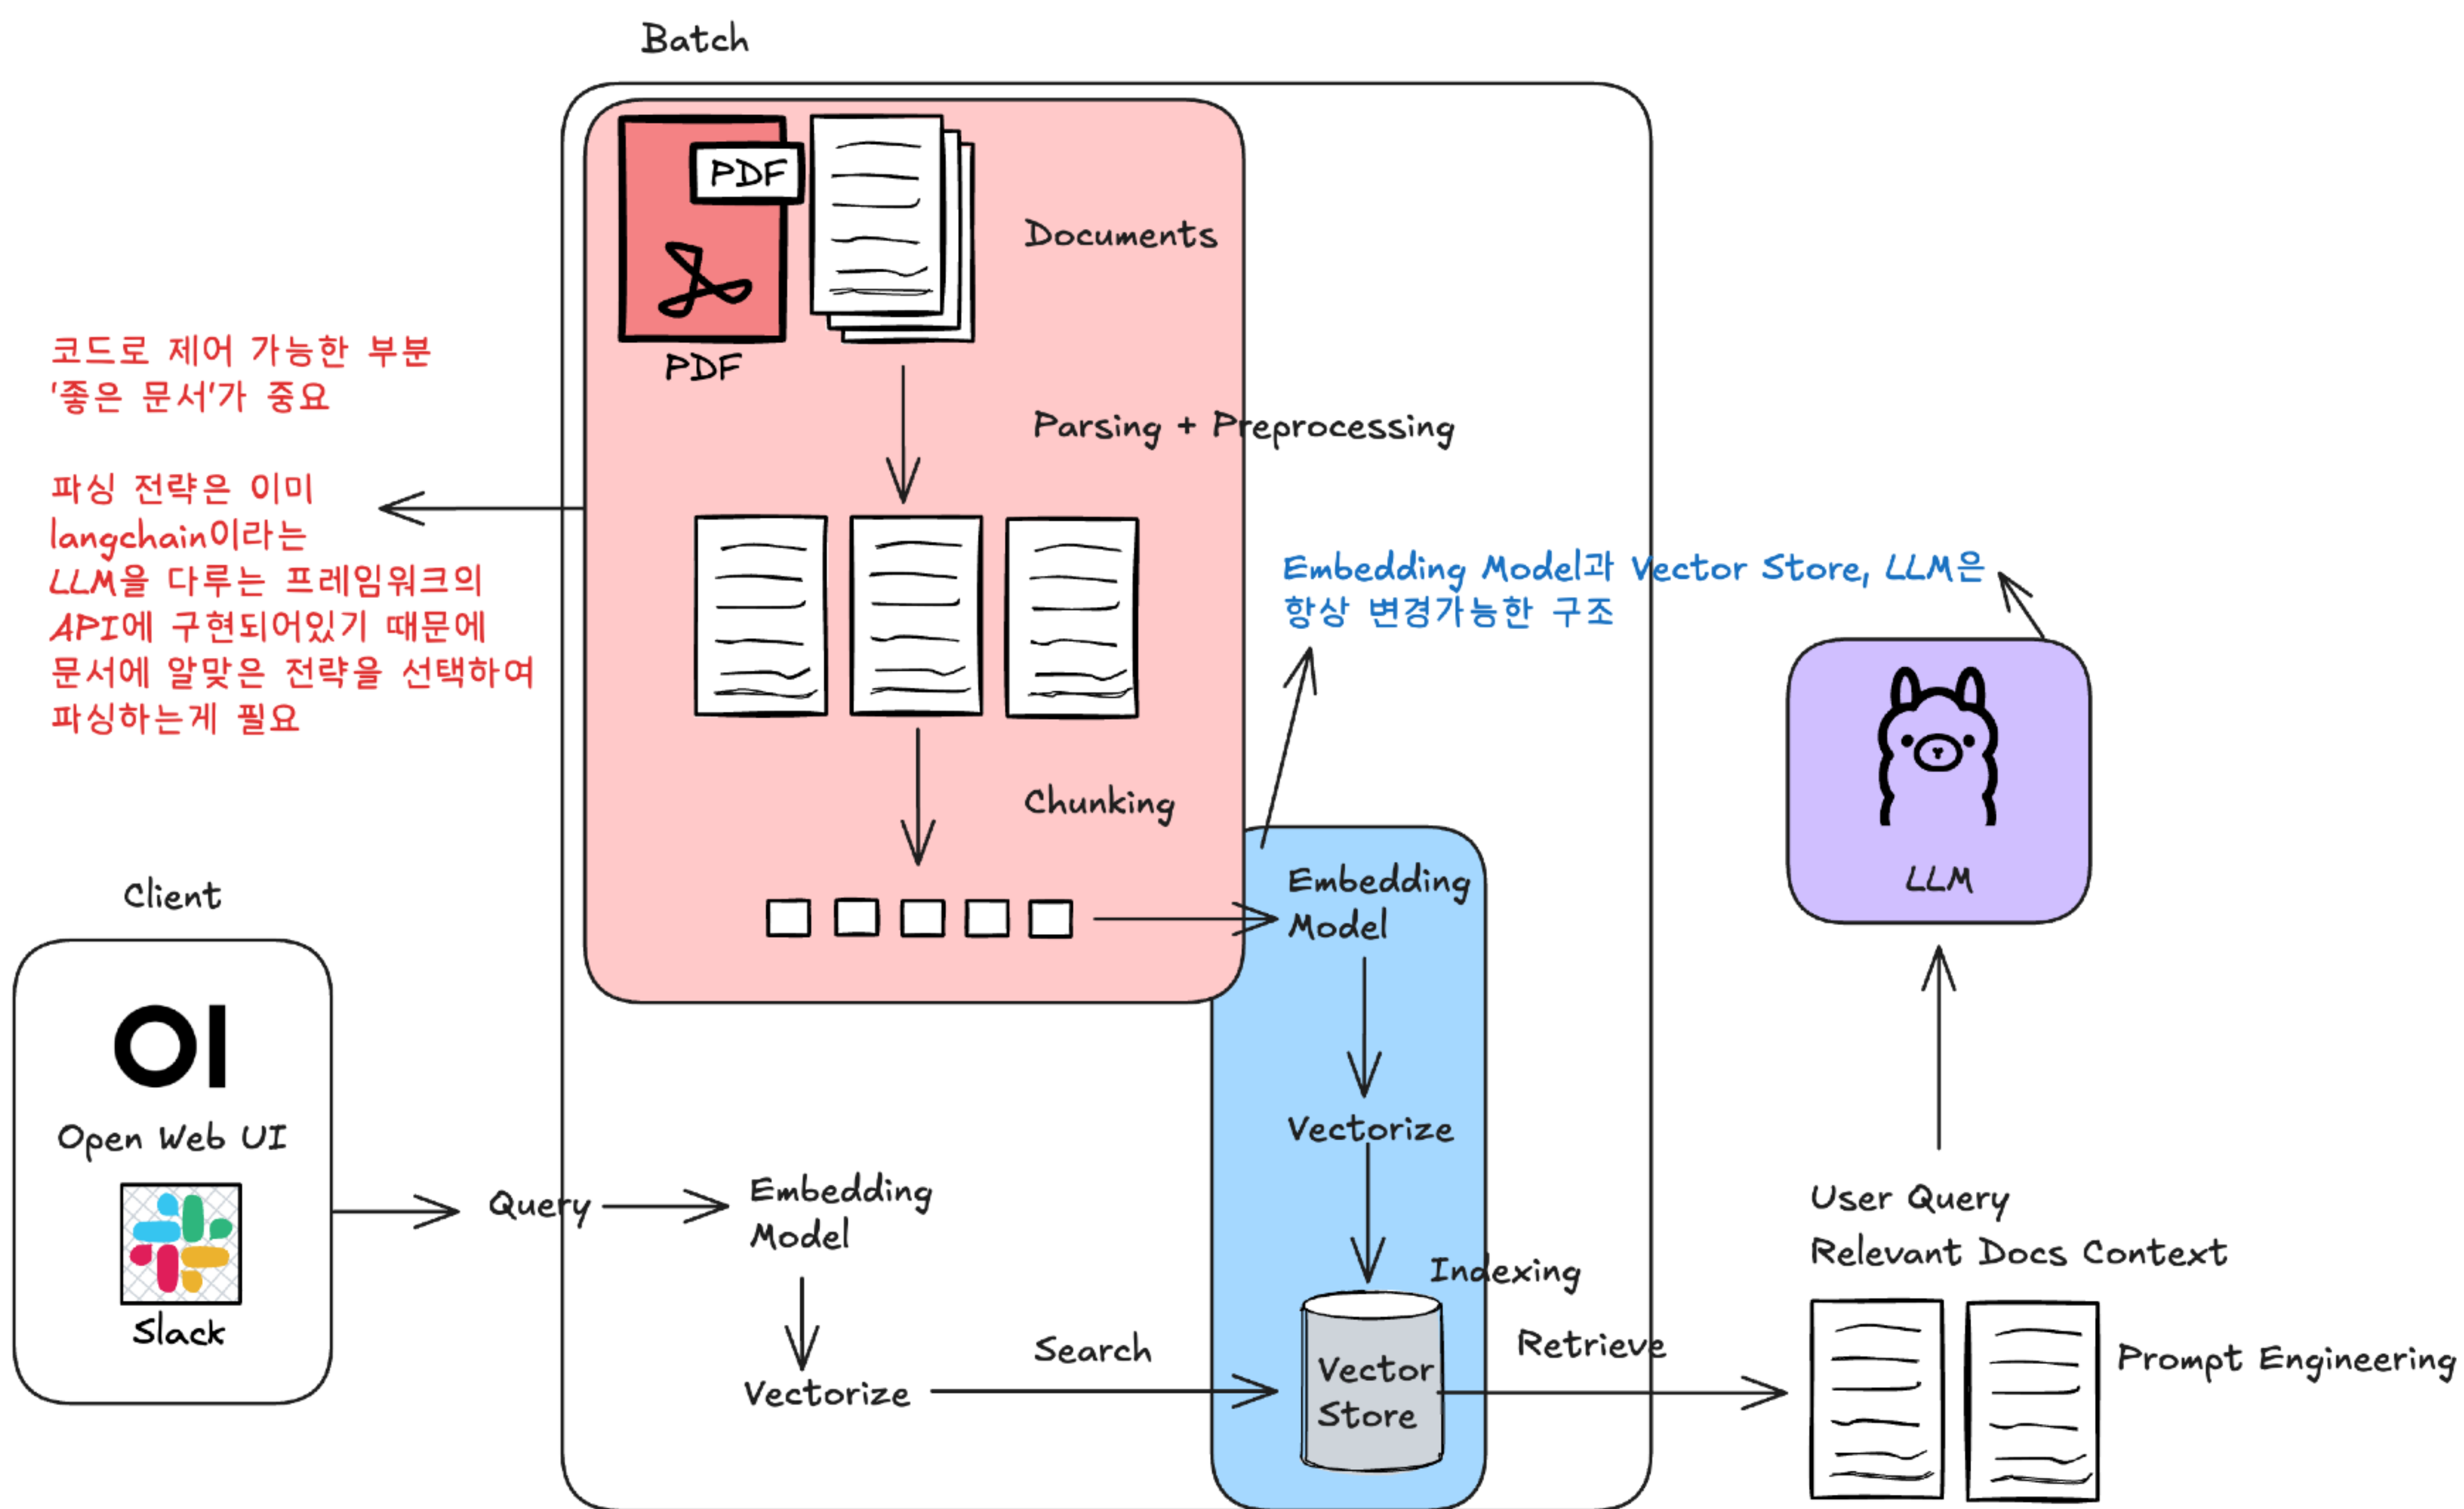 Batch
PDF
PDF
Documents
Parsing + Preprocessing
Chunking
코드로 제어 가능한 부분
'좋은 문서'가 중요
파싱 전략은 이미
langchain이라는
LLM을 다루는 프레임워크의
API에 구현되어있기 때문에
문서에 알맞은 전략을 선택하여
파싱하는게 필요
Embedding Model과 Vector Store, LLM은
항상 변경가능한 구조
LLM
Embedding
Model
Vectorize
Indexing
Vector
Store
Client
OI
Open Web UI
Slack
Query
Embedding
Model
Vectorize
Search
Retrieve
User Query
Relevant Docs Context
Prompt Engineering